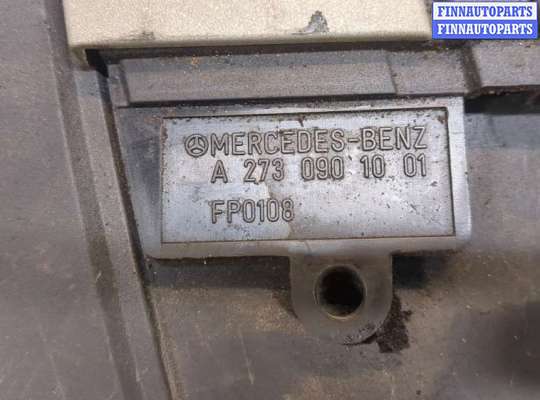 FINNAUTOPARTS
FINNAUTOPARTS
MERCEDES-BENZ
A 273 090 10 01
FP0108